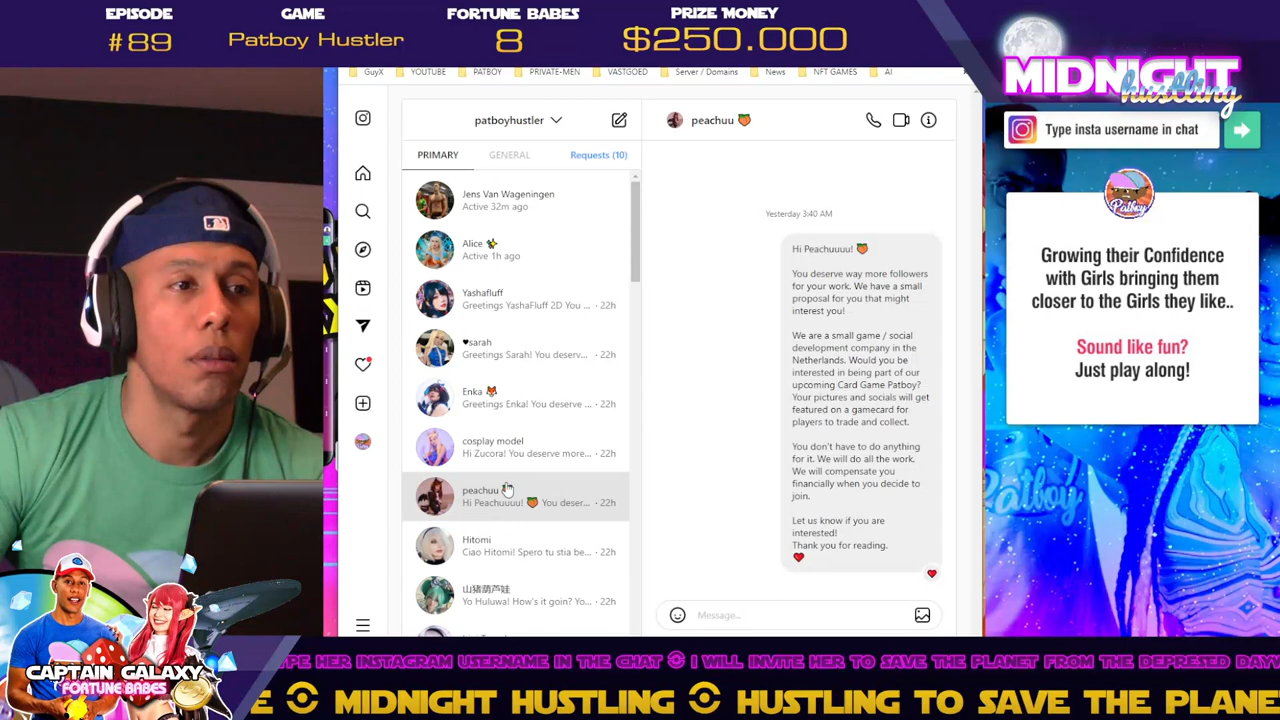 EPISODE
#89
GAME
Patboy Hustler
FORTUNE BABES
8
PRIZE MONEY
$250.000
MIDNIGHT
hustling
GuyX
YOUTUBE
PATBOY
PRIVATE-MEN
VASTGOED
Server / Domains
News
NFT GAMES
AI
patboyhustler
PRIMARY
GENERAL
Requests (10)
Jens Van Wageningen
Active 32m ago
Alice
Active 1h ago
Yashafluff
Greetings YashaFluff 2D You ... · 22h
♥sarah
Greetings Sarah! You deserv... · 22h
Enka 🦊
Greetings Enka! You deserve ... · 22h
cosplay model
Hi Zucora! You deserve more... · 22h
peachuu
Hi Peachuuuu! 🍑 You deser... · 22h
Hitomi
Ciao Hitomi! Spero tu stia be... · 22h
山猪葫芦娃
Yo Huluwa! How's it goin? Yo... · 22h
peachuu 🍑
Yesterday 3:40 AM
Hi Peachuuuu! 🍑
You deserve way more followers
for your work. We have a small
proposal for you that might
interest you!
We are a small game / social
development company in the
Netherlands. Would you be
interested in being part of our
upcoming Card Game Patboy?
Your pictures and socials will get
featured on a gamecard for
players to trade and collect.
You don't have to do anything
for it. We will do all the work.
We will compensate you
financially when you decide to
join.
Let us know if you are
interested!
Thank you for reading.
Message...
Type insta username in chat
Patboy
Growing their Confidence
with Girls bringing them
closer to the Girls they like..
Sound like fun?
Just play along!
CAPTAIN GALAXY
FORTUNE BABES
YPE HER INSTAGRAM USERNAME IN THE CHAT
I WILL INVITE HER TO SAVE THE PLANET FROM THE DEPRESED DAYW
E
MIDNIGHT HUSTLING
HUSTLING TO SAVE THE PLANE